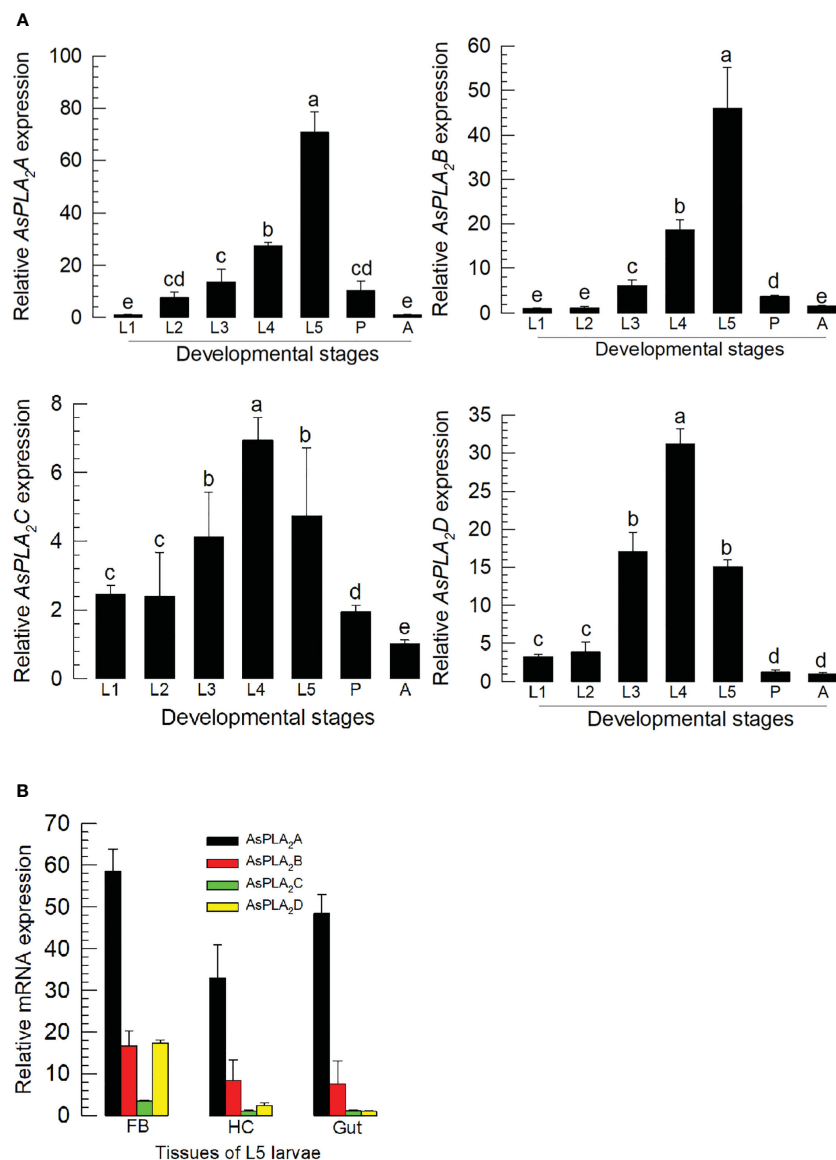 A
Relative AsPLA₂A expression
100
80
60
40
20
0
e
cd
c
b
a
cd
e
L1 L2 L3 L4 L5 P A
Developmental stages
Relative AsPLA₂B expression
60
50
40
30
20
10
0
e
e
c
b
a
d
e
L1 L2 L3 L4 L5 P A
Developmental stages
Relative AsPLA₂C expression
8
6
4
2
0
c
c
b
a
b
d
e
L1 L2 L3 L4 L5 P A
Developmental stages
Relative AsPLA₂D expression
35
30
25
20
15
10
5
0
c
c
b
a
b
d
d
L1 L2 L3 L4 L5 P A
Developmental stages
B
Relative mRNA expression
70
60
50
40
30
20
10
0
AsPLA₂A
AsPLA₂B
AsPLA₂C
AsPLA₂D
FB HC Gut
Tissues of L5 larvae